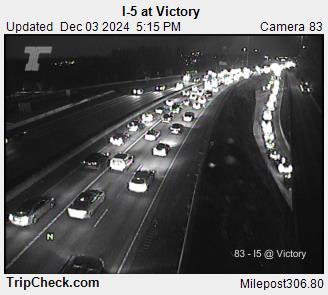 I-5 at Victory
Updated Dec 03 2024 5:15 PM Camera 83
T
N
83 - I5 @ Victory
TripCheck.com Milepost306.80